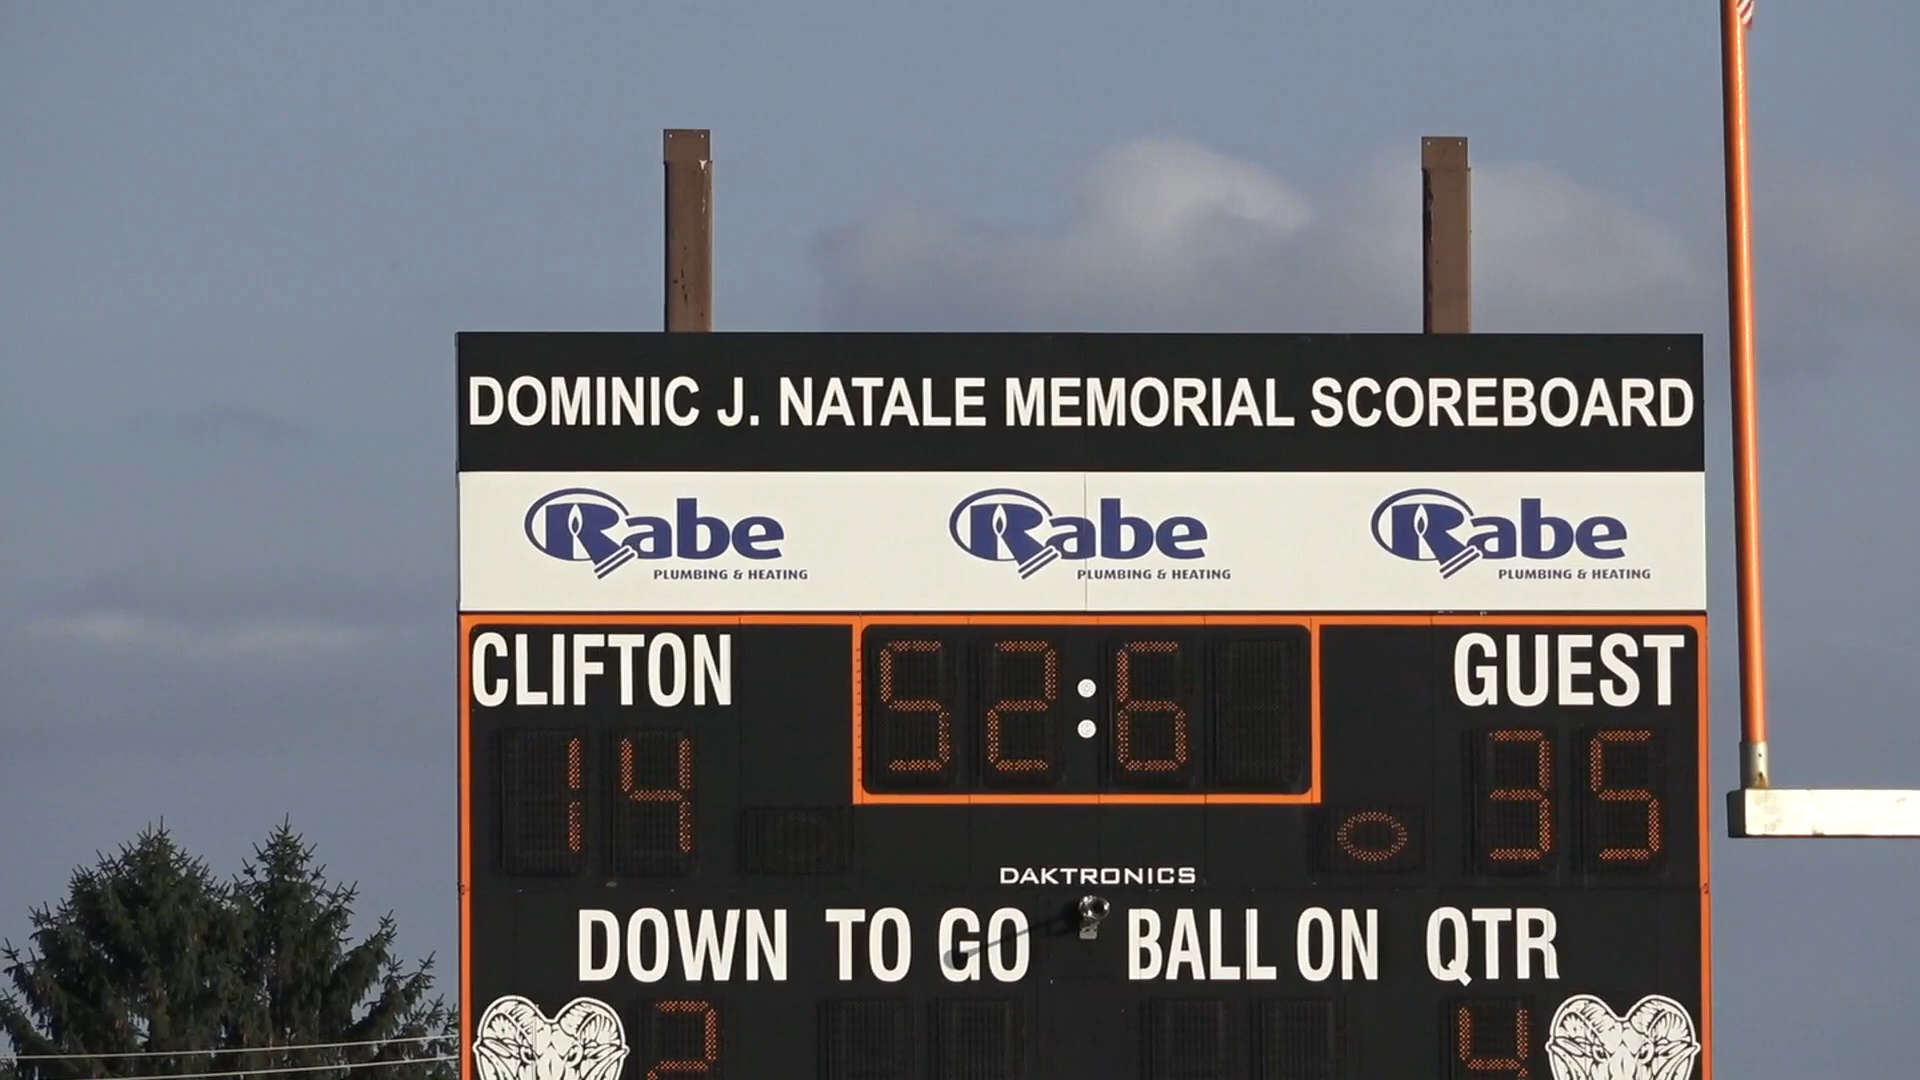 DOMINIC J. NATALE MEMORIAL SCOREBOARD
Rabe Rabe Rabe
PLUMBING & HEATING PLUMBING & HEATING PLUMBING & HEATING
CLIFTON 52:6 GUEST
14 0 35
DAKTRONICS
DOWN TO GO BALL ON QTR
2 4